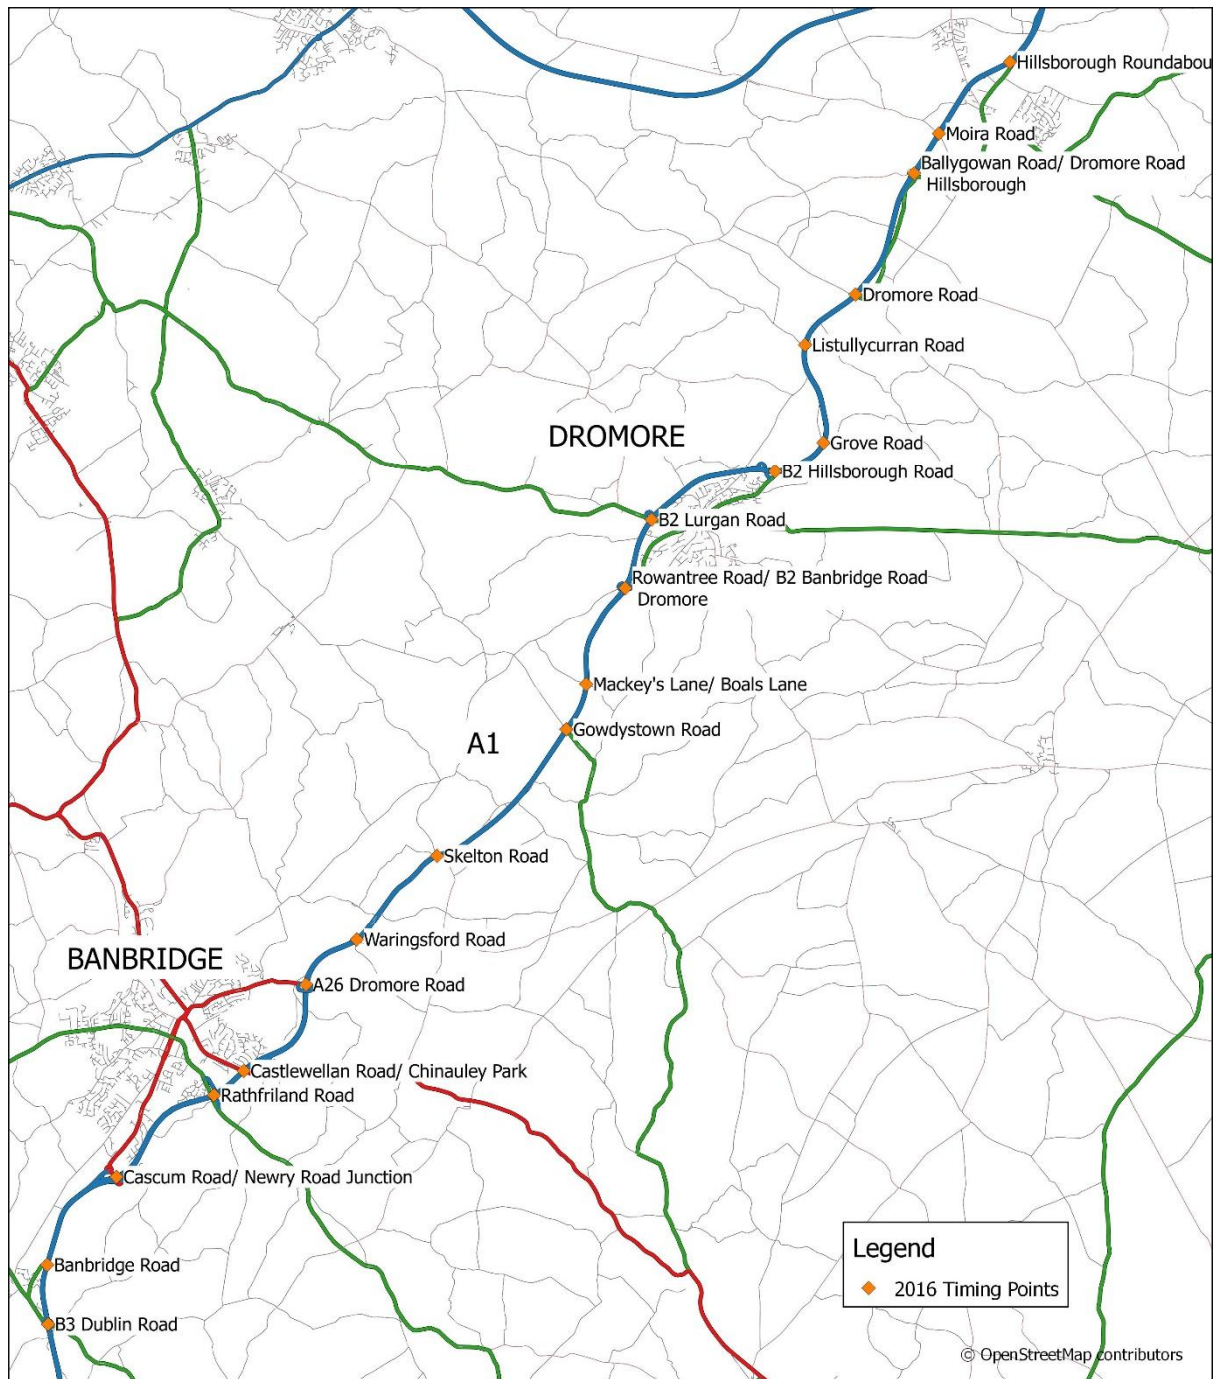 Hillsborough Roundabou
Moira Road
Ballygowan Road/ Dromore Road
Hillsborough
Dromore Road
Listullycurran Road
DROMORE
Grove Road
B2 Hillsborough Road
B2 Lurgan Road
Rowantree Road/ B2 Banbridge Road
Dromore
Mackey's Lane/ Boals Lane
Gowdystown Road
A1
Skelton Road
Waringsford Road
BANBRIDGE
A26 Dromore Road
Castlewellan Road/ Chinauley Park
Rathfriland Road
Cascum Road/ Newry Road Junction
Banbridge Road
B3 Dublin Road
Legend
2016 Timing Points
© OpenStreetMap contributors